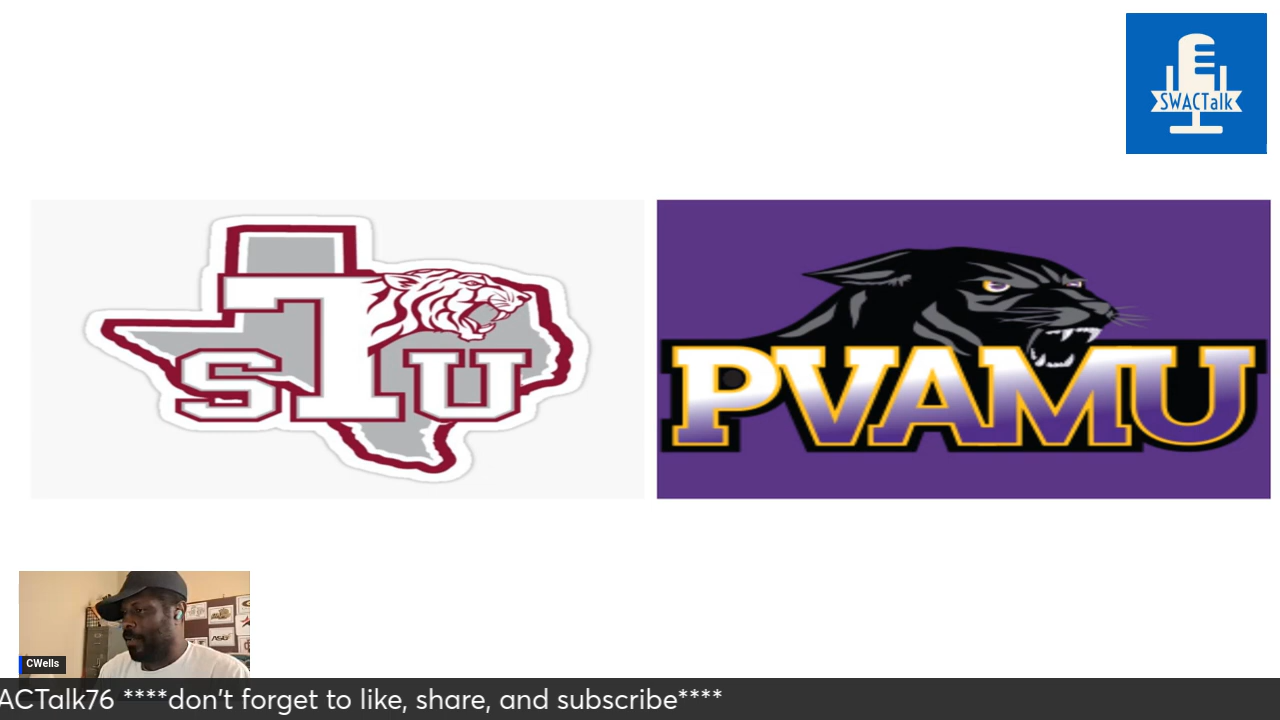 SWACTalk
TSU
PVAMU
CWells
ACTalk76 ****don't forget to like, share, and subscribe****